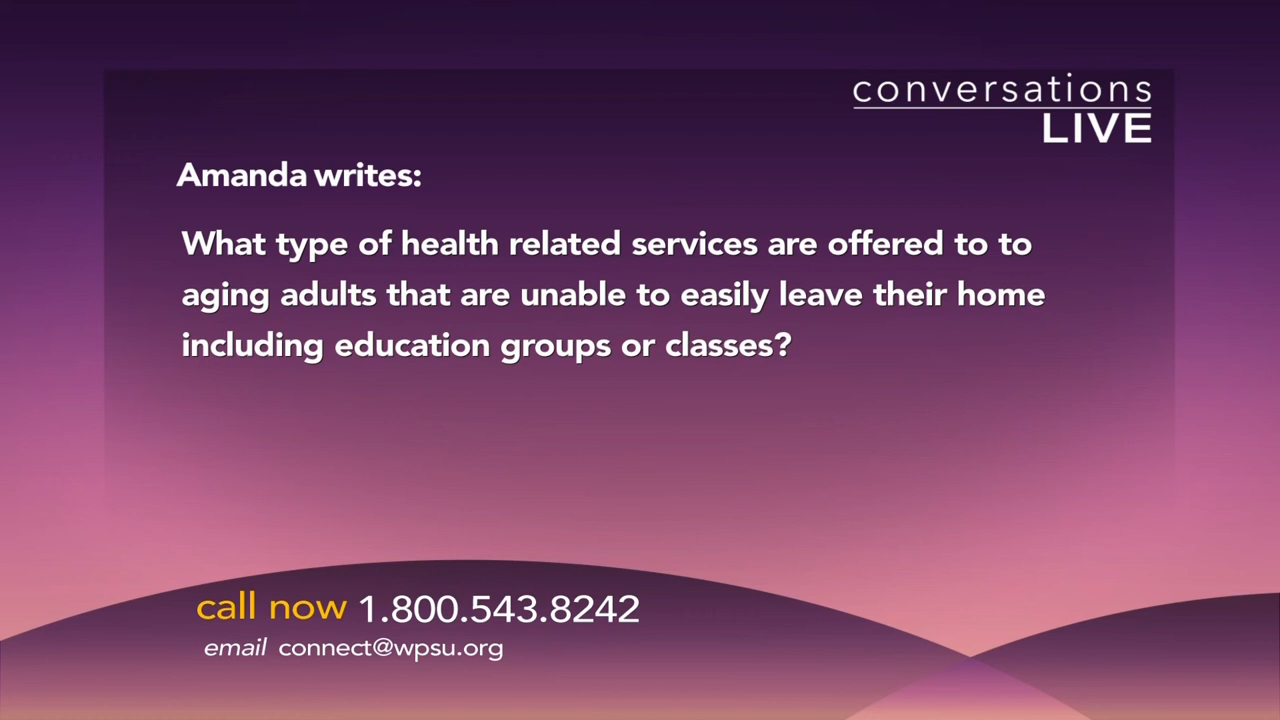 conversations
LIVE
Amanda writes:
What type of health related services are offered to to
aging adults that are unable to easily leave their home
including education groups or classes?
call now 1.800.543.8242
email connect@wpsu.org